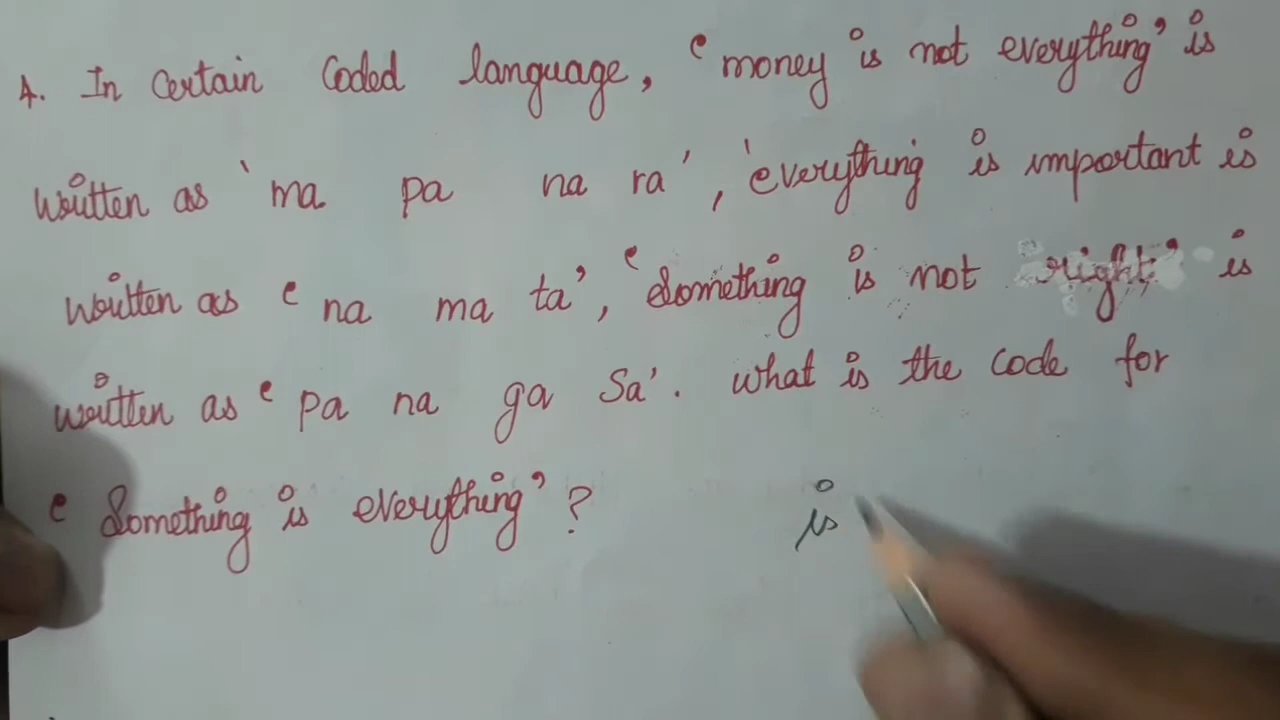 4. In Certain Coded language, 'money is not everything' is
written as 'ma pa na ra', 'everything is important is
written as 'na ma ta', 'Something is not right' is
written as 'pa na ga Sa'. What is the code for
'Something is everything'?
is